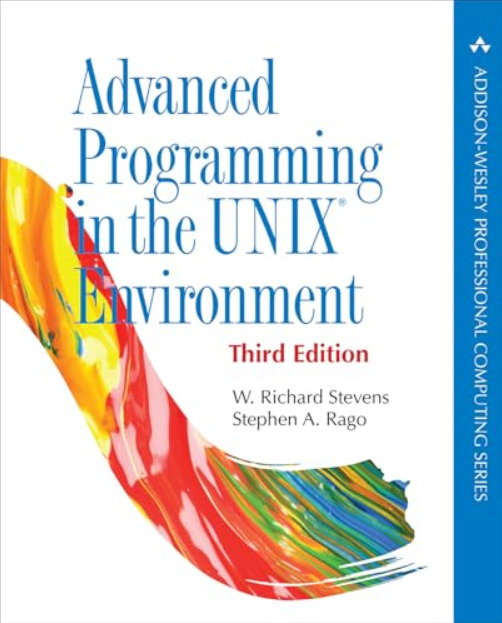 Advanced
Programming
in the UNIX®
Environment
Third Edition
W. Richard Stevens
Stephen A. Rago
ADDISON-WESLEY PROFESSIONAL COMPUTING SERIES